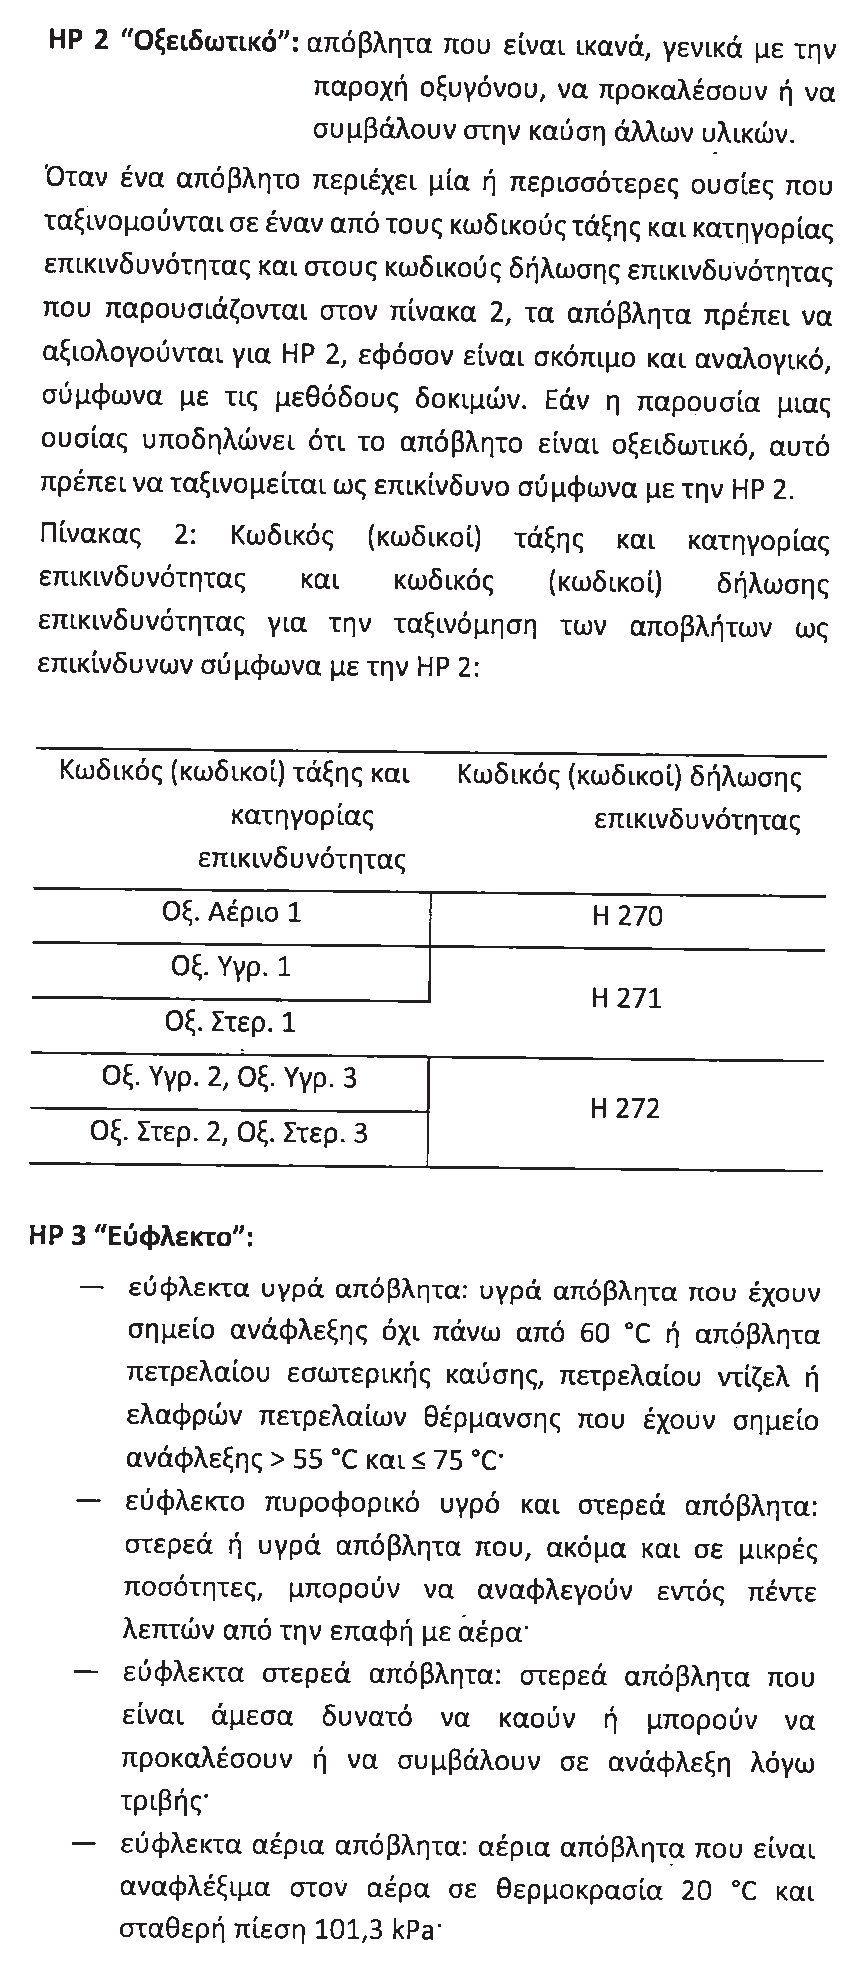 HP 2 “Οξειδωτικό”: απόβλητα που είναι ικανά, γενικά με την
παροχή οξυγόνου, να προκαλέσουν ή να
συμβάλουν στην καύση άλλων υλικών.
Όταν ένα απόβλητο περιέχει μία ή περισσότερες ουσίες που
ταξινομούνται σε έναν από τους κωδικούς τάξης και κατηγορίας
επικινδυνότητας και στους κωδικούς δήλωσης επικινδυνότητας
που παρουσιάζονται στον πίνακα 2, τα απόβλητα πρέπει να
αξιολογούνται για HP 2, εφόσον είναι σκόπιμο και αναλογικό,
σύμφωνα με τις μεθόδους δοκιμών. Εάν η παρουσία μιας
ουσίας υποδηλώνει ότι το απόβλητο είναι οξειδωτικό, αυτό
πρέπει να ταξινομείται ως επικίνδυνο σύμφωνα με την HP 2.
Πίνακας 2: Κωδικός (κωδικοί) τάξης και κατηγορίας
επικινδυνότητας και κωδικός (κωδικοί) δήλωσης
επικινδυνότητας για την ταξινόμηση των αποβλήτων ως
επικίνδυνων σύμφωνα με την HP 2:
Κωδικός (κωδικοί) τάξης και
κατηγορίας
επικινδυνότητας
Κωδικός (κωδικοί) δήλωσης
επικινδυνότητας
Οξ. Αέριο 1
H 270
Οξ. Υγρ. 1
H 271
Οξ. Στερ. 1
Οξ. Υγρ. 2, Οξ. Υγρ. 3
H 272
Οξ. Στερ. 2, Οξ. Στερ. 3
HP 3 “Εύφλεκτο”:
— εύφλεκτα υγρά απόβλητα: υγρά απόβλητα που έχουν
σημείο ανάφλεξης όχι πάνω από 60 °C ή απόβλητα
πετρελαίου εσωτερικής καύσης, πετρελαίου ντίζελ ή
ελαφρών πετρελαίων θέρμανσης που έχουν σημείο
ανάφλεξης > 55 °C και ≤ 75 °C·
— εύφλεκτο πυροφορικό υγρό και στερεά απόβλητα:
στερεά ή υγρά απόβλητα που, ακόμα και σε μικρές
ποσότητες, μπορούν να αναφλεγούν εντός πέντε
λεπτών από την επαφή με αέρα·
— εύφλεκτα στερεά απόβλητα: στερεά απόβλητα που
είναι άμεσα δυνατό να καούν ή μπορούν να
προκαλέσουν ή να συμβάλουν σε ανάφλεξη λόγω
τριβής·
— εύφλεκτα αέρια απόβλητα: αέρια απόβλητα που είναι
αναφλέξιμα στον αέρα σε θερμοκρασία 20 °C και
σταθερή πίεση 101,3 kPa·